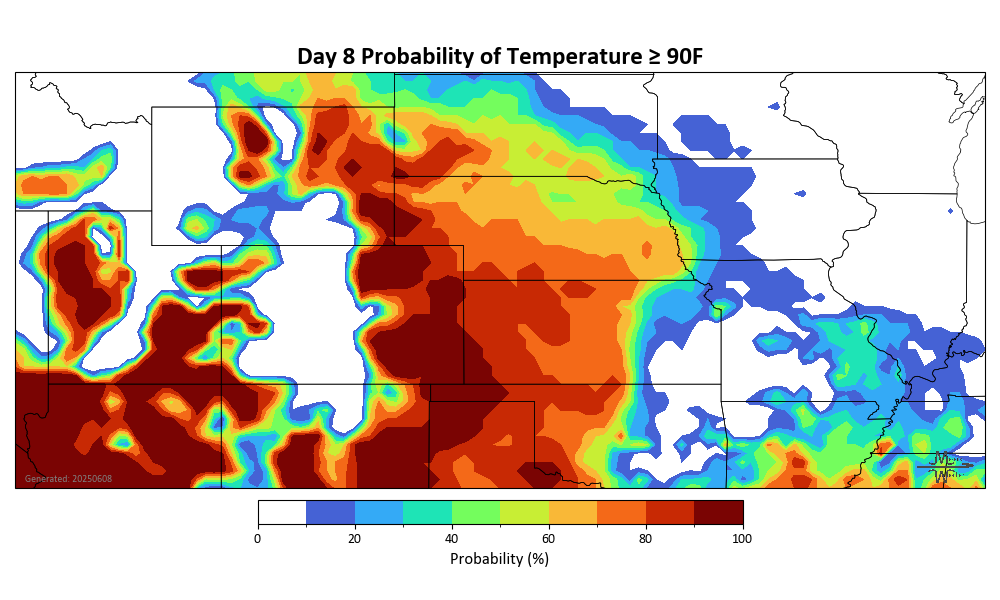 Day 8 Probability of Temperature ≥ 90F
Generated: 20250608
0 20 40 60 80 100
Probability (%)